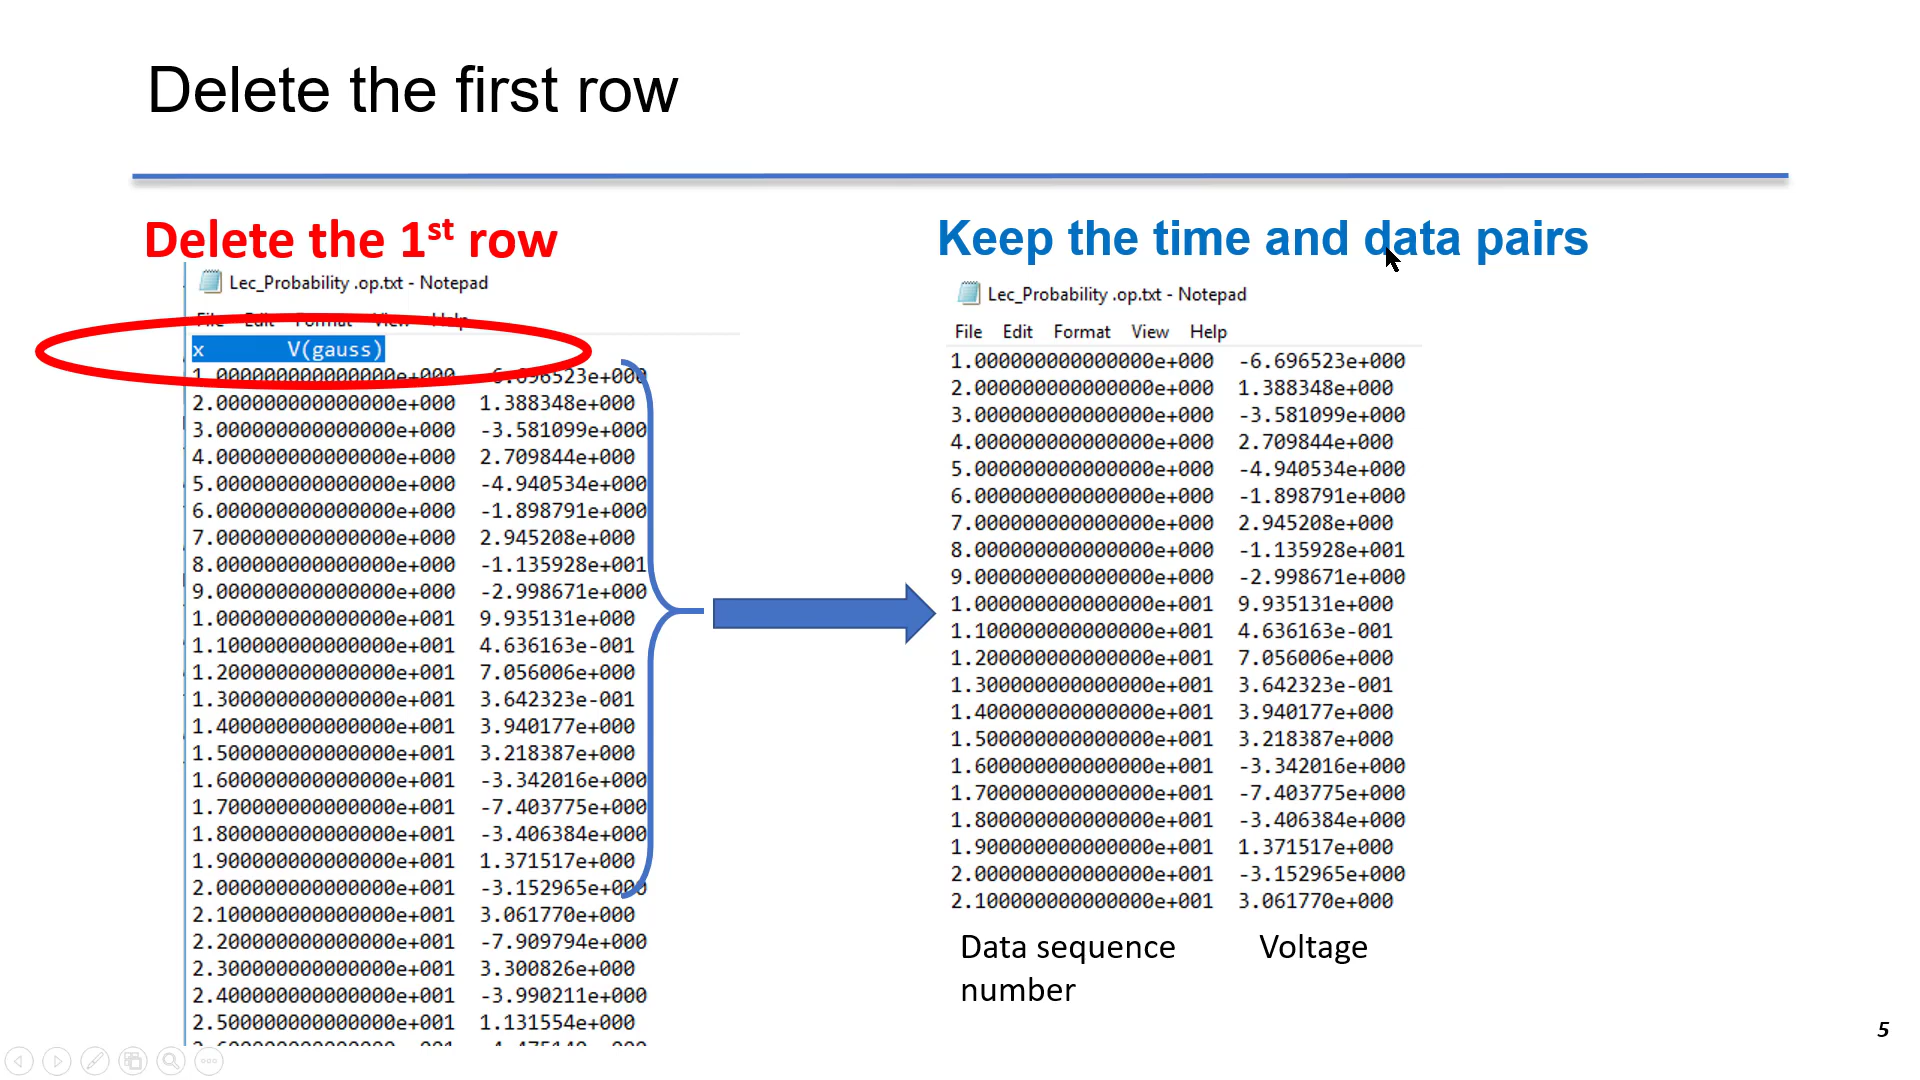 Delete the first row
Delete the 1st row
Lec_Probability .op.txt - Notepad
File Edit Format View Help
x V(gauss)
1.000000000000000e+000 -6.696523e+000
2.000000000000000e+000 1.388348e+000
3.000000000000000e+000 -3.581099e+000
4.000000000000000e+000 2.709844e+000
5.000000000000000e+000 -4.940534e+000
6.000000000000000e+000 -1.898791e+000
7.000000000000000e+000 2.945208e+000
8.000000000000000e+000 -1.135928e+001
9.000000000000000e+000 -2.998671e+000
1.000000000000000e+001 9.935131e+000
1.100000000000000e+001 4.636163e-001
1.200000000000000e+001 7.056006e+000
1.300000000000000e+001 3.642323e-001
1.400000000000000e+001 3.940177e+000
1.500000000000000e+001 3.218387e+000
1.600000000000000e+001 -3.342016e+000
1.700000000000000e+001 -7.403775e+000
1.800000000000000e+001 -3.406384e+000
1.900000000000000e+001 1.371517e+000
2.000000000000000e+001 -3.152965e+000
2.100000000000000e+001 3.061770e+000
2.200000000000000e+001 -7.909794e+000
2.300000000000000e+001 3.300826e+000
2.400000000000000e+001 -3.990211e+000
2.500000000000000e+001 1.131554e+000
Keep the time and data pairs
Lec_Probability .op.txt - Notepad
File Edit Format View Help
1.000000000000000e+000 -6.696523e+000
2.000000000000000e+000 1.388348e+000
3.000000000000000e+000 -3.581099e+000
4.000000000000000e+000 2.709844e+000
5.000000000000000e+000 -4.940534e+000
6.000000000000000e+000 -1.898791e+000
7.000000000000000e+000 2.945208e+000
8.000000000000000e+000 -1.135928e+001
9.000000000000000e+000 -2.998671e+000
1.000000000000000e+001 9.935131e+000
1.100000000000000e+001 4.636163e-001
1.200000000000000e+001 7.056006e+000
1.300000000000000e+001 3.642323e-001
1.400000000000000e+001 3.940177e+000
1.500000000000000e+001 3.218387e+000
1.600000000000000e+001 -3.342016e+000
1.700000000000000e+001 -7.403775e+000
1.800000000000000e+001 -3.406384e+000
1.900000000000000e+001 1.371517e+000
2.000000000000000e+001 -3.152965e+000
2.100000000000000e+001 3.061770e+000
Data sequence Voltage
number
5